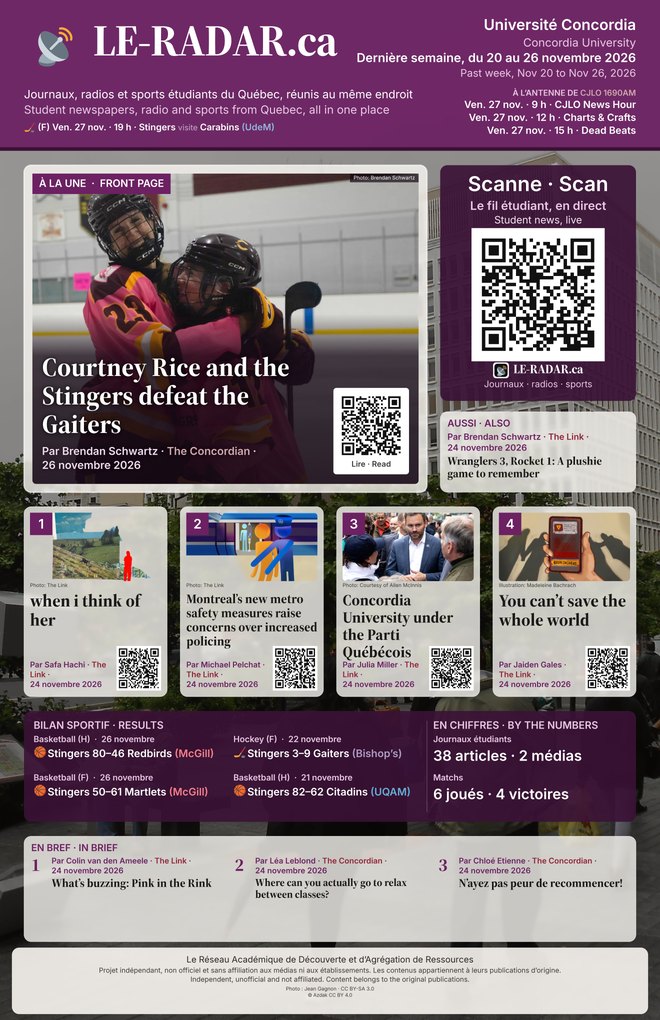 LE-RADAR.ca
Journaux, radios et sports étudiants du Québec, réunis au même endroit
Student newspapers, radio and sports from Quebec, all in one place
(F) Ven. 27 nov. · 19 h · Stingers visite Carabins (UdeM)
Université Concordia
Concordia University
Dernière semaine, du 20 au 26 novembre 2026
Past week, Nov 20 to Nov 26, 2026
À L'ANTENNE DE CJLO 1690AM
Ven. 27 nov. · 9 h · CJLO News Hour
Ven. 27 nov. · 12 h · Charts & Crafts
Ven. 27 nov. · 15 h · Dead Beats
À LA UNE · FRONT PAGE
Photo: Brendan Schwartz
CCM
CCM
23
Courtney Rice and the
Stingers defeat the
Gaiters
Par Brendan Schwartz · The Concordian ·
26 novembre 2026
Lire · Read
Scanne · Scan
Le fil étudiant, en direct
Student news, live
LE-RADAR.ca
Journaux · radios · sports
AUSSI · ALSO
Par Brendan Schwartz · The Link ·
24 novembre 2026
Wranglers 3, Rocket 1: A plushie
game to remember
1
Photo: The Link
when i think of
her
Par Safa Hachi · The
Link ·
24 novembre 2026
2
Photo: The Link
Montreal's new metro
safety measures raise
concerns over increased
policing
Par Michael Pelchat ·
The Link ·
24 novembre 2026
3
Photo: Courtesy of Allen McInnis
Concordia
University under
the Parti
Québécois
Par Julia Miller · The
Link ·
24 novembre 2026
4
Illustration: Madeleine Bachrach
You can't save the
whole world
Par Jaiden Gales ·
The Link ·
24 novembre 2026
BILAN SPORTIF · RESULTS
Basketball (H) · 26 novembre
Stingers 80–46 Redbirds (McGill)
Basketball (F) · 26 novembre
Stingers 50–61 Martlets (McGill)
Hockey (F) · 22 novembre
Stingers 3–9 Gaiters (Bishop's)
Basketball (H) · 21 novembre
Stingers 82–62 Citadins (UQAM)
EN CHIFFRES · BY THE NUMBERS
Journaux étudiants
38 articles · 2 médias
Matchs
6 joués · 4 victoires
EN BREF · IN BRIEF
1
Par Colin van den Ameele · The Link ·
24 novembre 2026
What's buzzing: Pink in the Rink
2
Par Léa Leblond · The Concordian ·
24 novembre 2026
Where can you actually go to relax
between classes?
3
Par Chloé Etienne · The Concordian ·
24 novembre 2026
N'ayez pas peur de recommencer!
Le Réseau Académique de Découverte et d'Agrégation de Ressources
Projet indépendant, non officiel et sans affiliation aux médias ni aux établissements. Les contenus appartiennent à leurs publications d'origine.
Independent, unofficial and not affiliated. Content belongs to the original publications.
Photo : Jean Gagnon · CC BY-SA 3.0
© Azdak CC BY 4.0